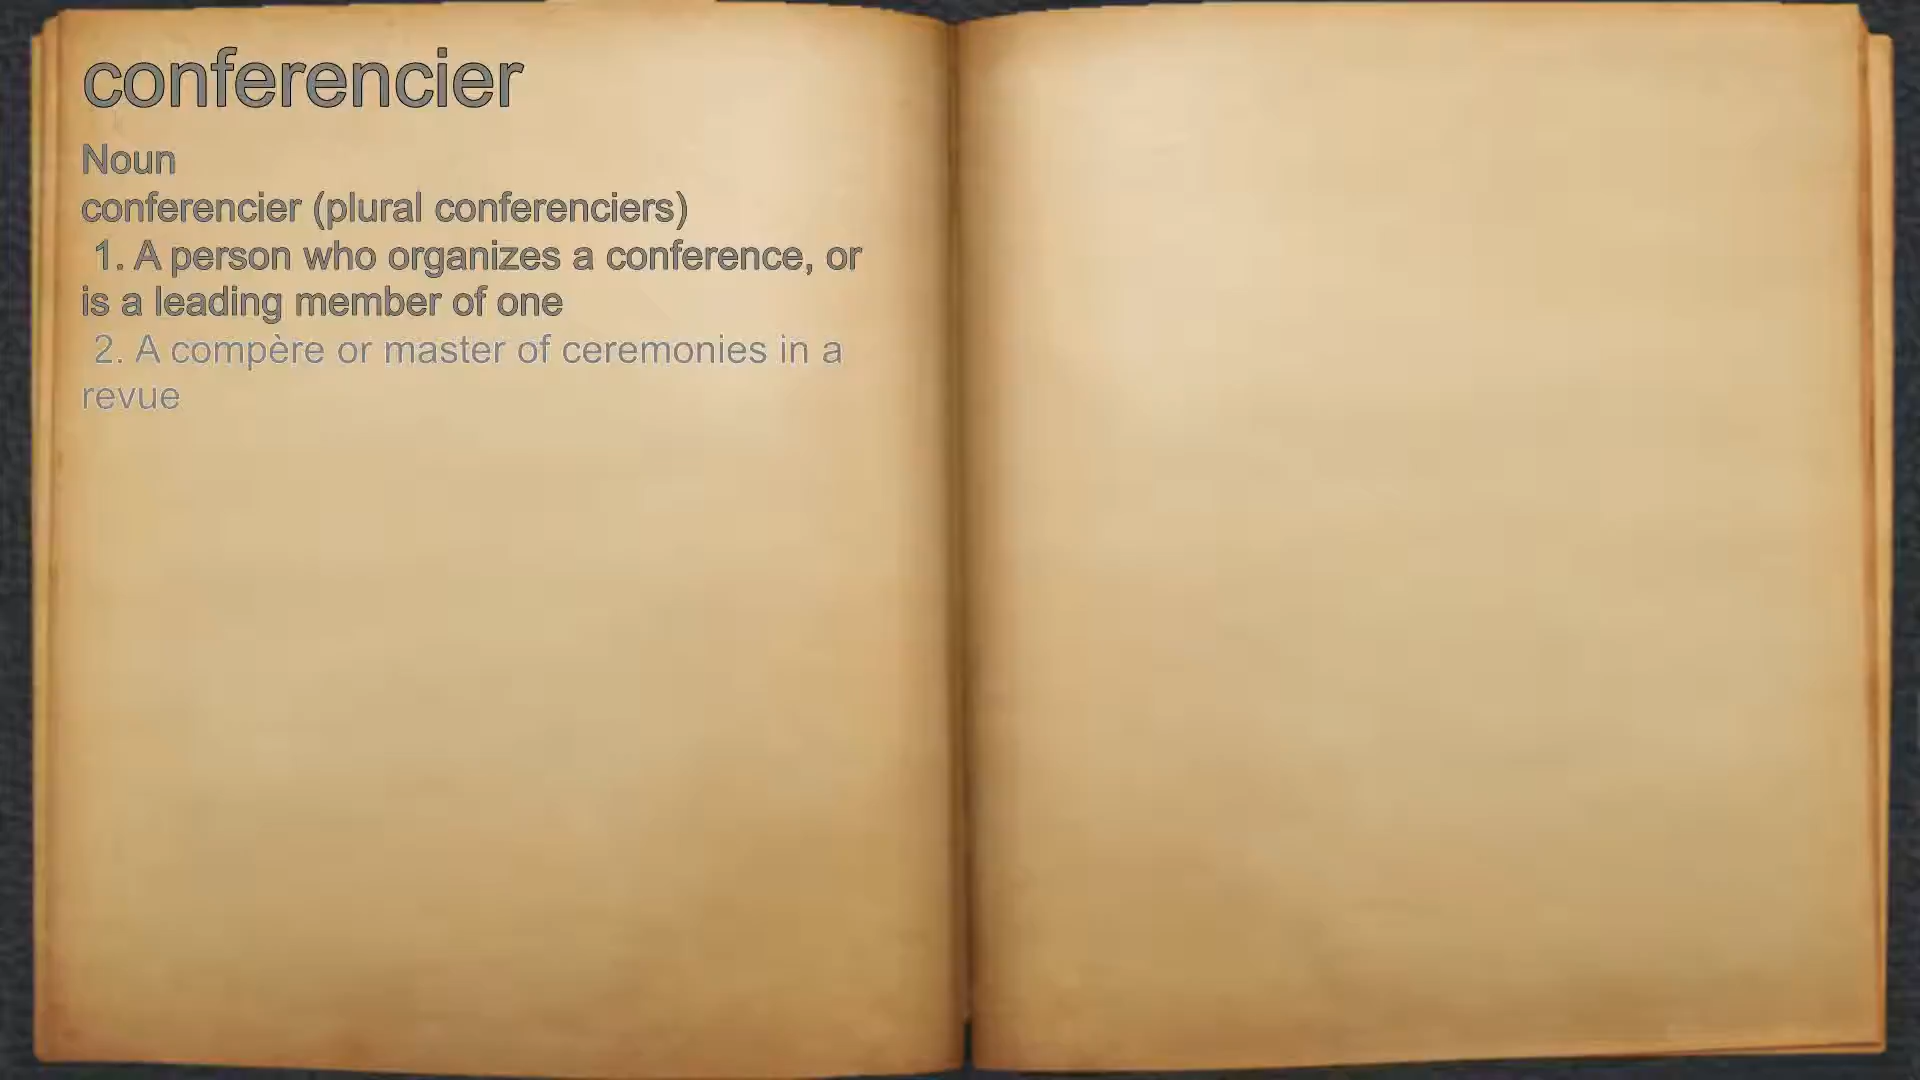 conferencier
Noun
conferencier (plural conferenciers)
1. A person who organizes a conference, or
is a leading member of one
2. A compère or master of ceremonies in a
revue